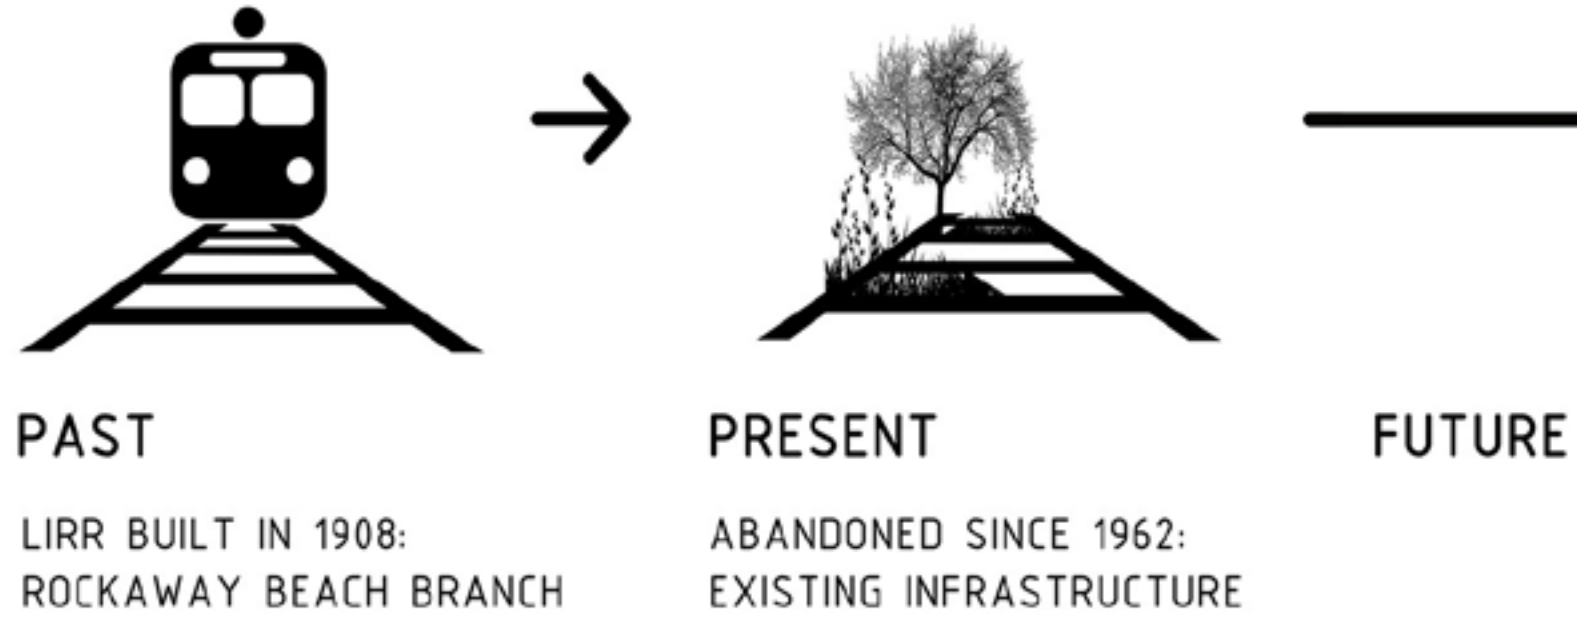 PAST
LIRR BUILT IN 1908:
ROCKAWAY BEACH BRANCH
PRESENT
ABANDONED SINCE 1962:
EXISTING INFRASTRUCTURE
FUTURE